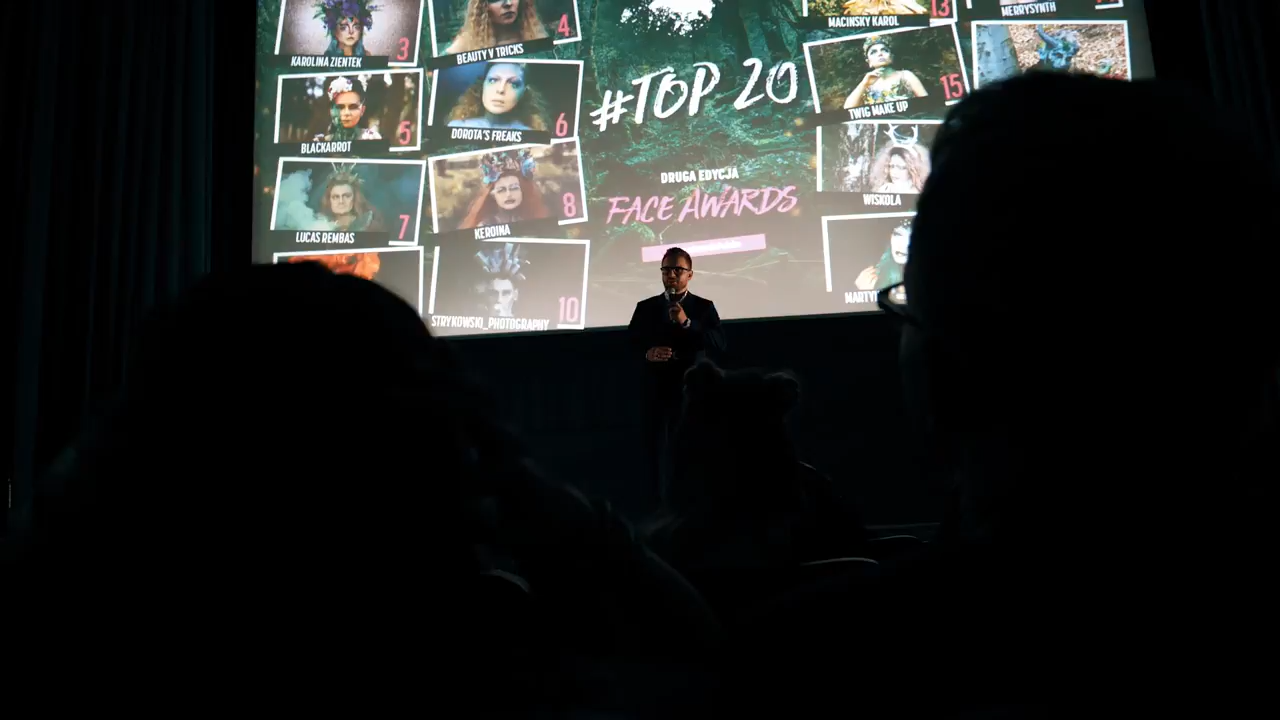 3
KAROLINA ZIENTEK
4
BEAUTY V TRICKS
5
BLACKARROT
6
DOROTA'S FREAKS
7
LUCAS REMBAS
8
KEROINA
10
STRYKOWSKI_PHOTOGRAPHY
#TOP 20
DRUGA EDYCJA
FACE AWARDS
13
MACINSKY KAROL
MERRYSYNTH
15
TWIG MAKE UP
WISKOLA